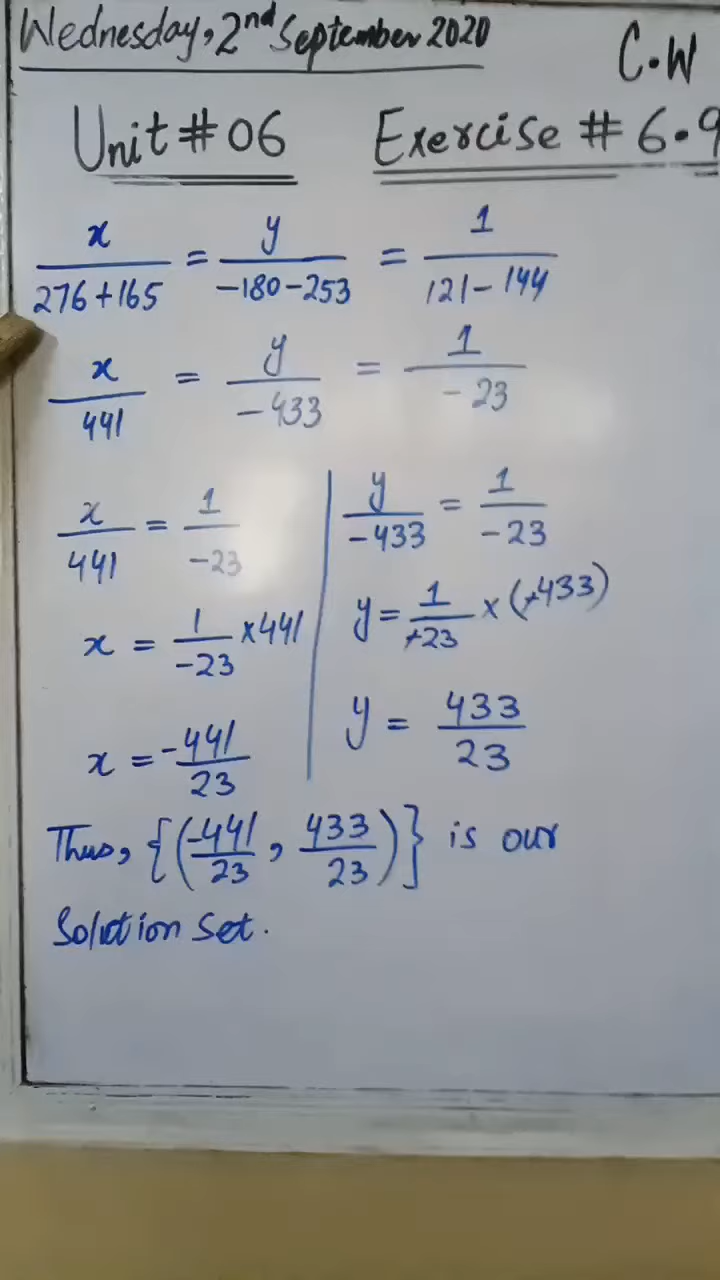 Wednesday, 2nd September 2020
C.W
Unit # 06 Exercise # 6.9
x/(276+165) = y/(-180-253) = 1/(121-144)
x/441 = y/-433 = 1/-23
x/441 = 1/-23
x = 1/-23 ×441
x = -441/23
y/-433 = 1/-23
y = 1/-23 × (-433)
y = 433/23
Thus, {(-441/23, 433/23)} is our
Solution Set.